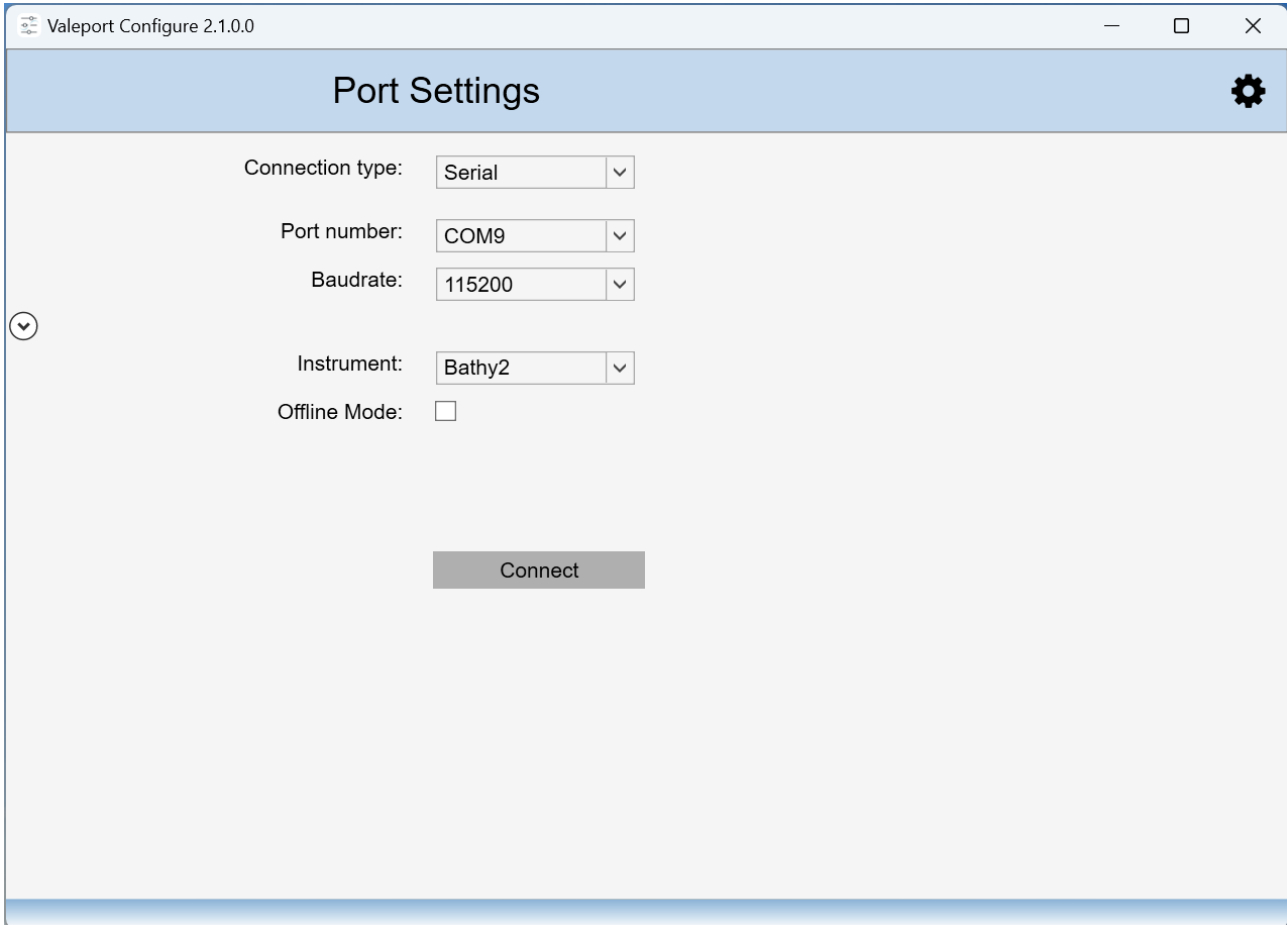 Valeport Configure 2.1.0.0
Port Settings
Connection type: Serial
Port number: COM9
Baudrate: 115200
Instrument: Bathy2
Offline Mode:
Connect